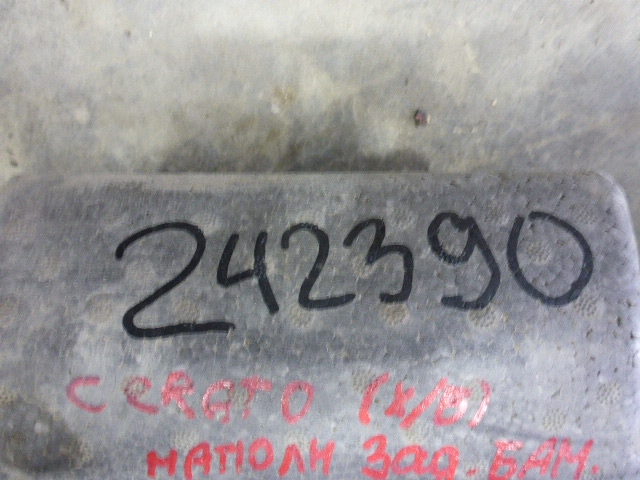 242390
CERATO (х/в)
наполн зад. БАМ.